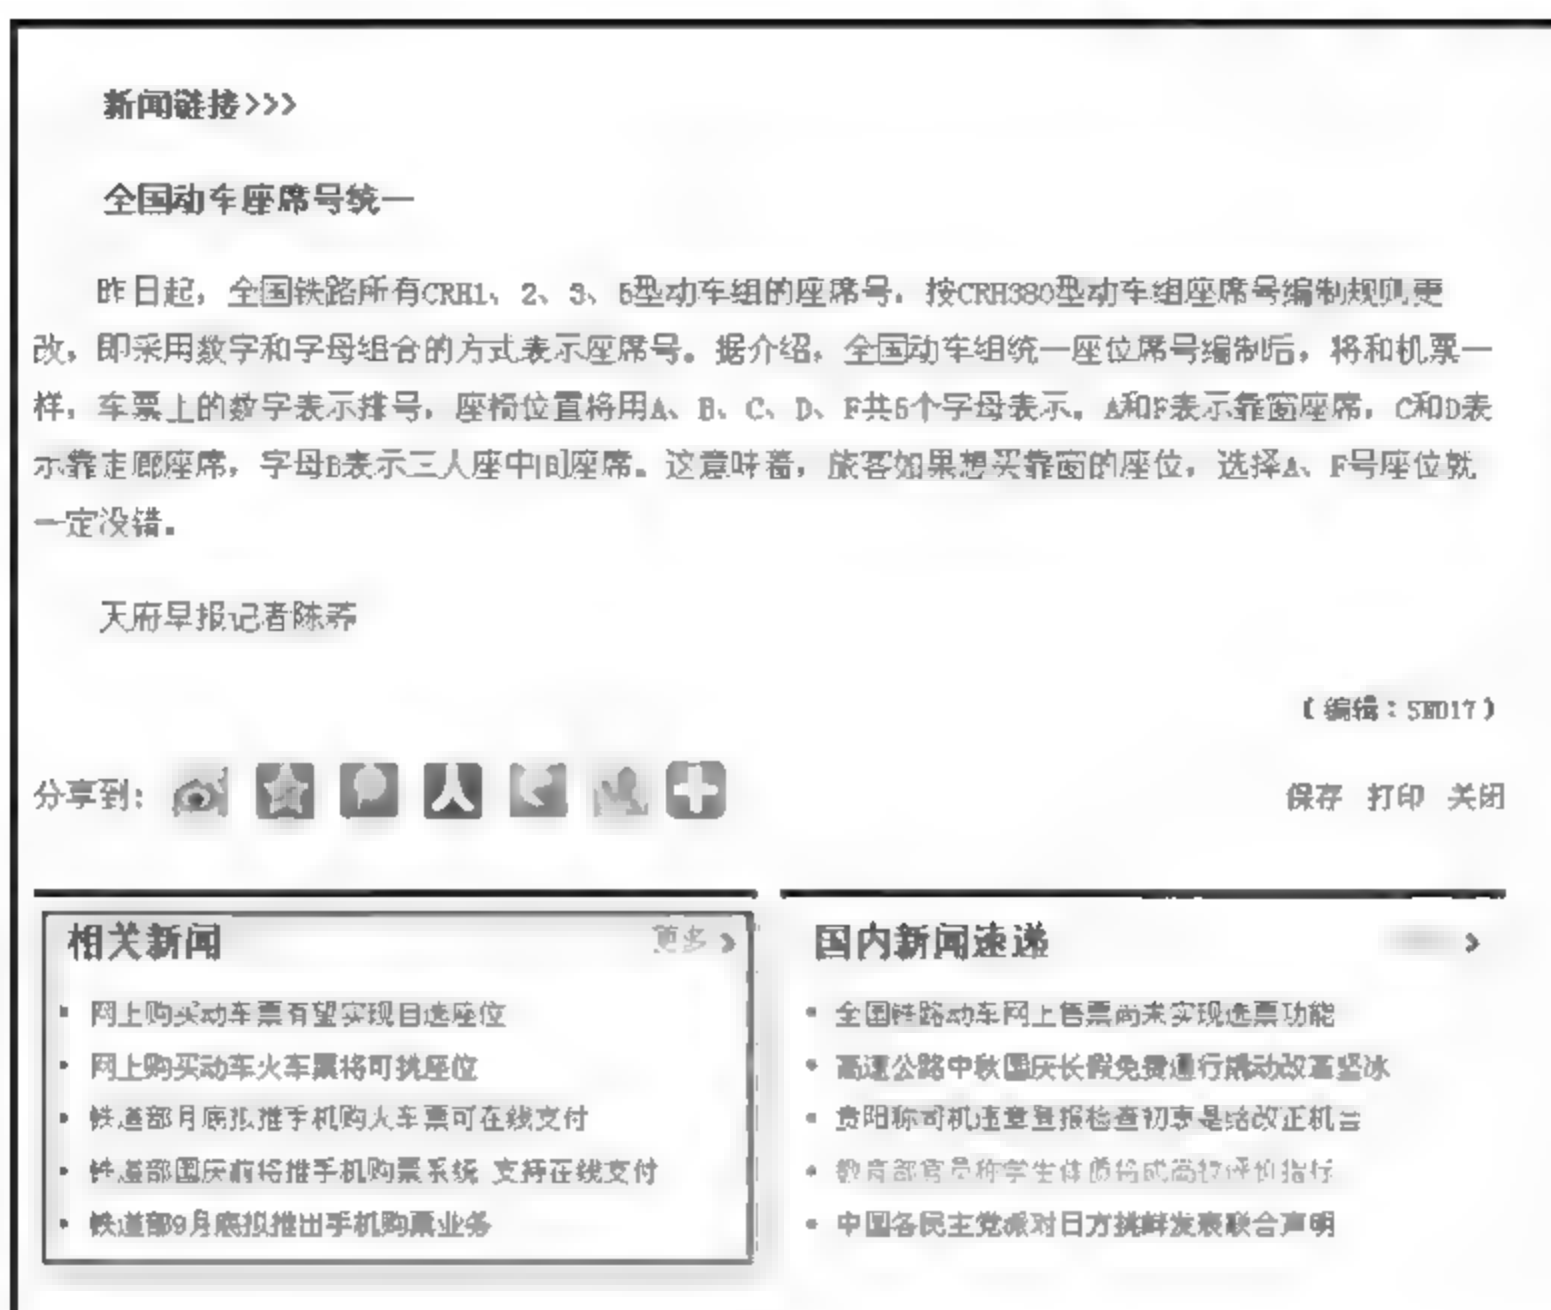 新闻链接>>>
全国动车座席号统一
昨日起，全国铁路所有CRH1、2、3、5型动车组的座席号，按CRH380型动车组座席号编制规则更
改，即采用数字和字母组合的方式表示座席号。据介绍，全国动车组统一座位席号编制后，将和机票一
样，车票上的数字表示排号，座椅位置将用A、B、C、D、F共5个字母表示。A和F表示靠窗座席，C和D表
示靠走廊座席，字母B表示三人座中间座席。这意味着，旅客如果想买靠窗的座位，选择A、F号座位就
一定没错。
天府早报记者陈荞
(编辑：SN017)
分享到：
保存 打印 关闭
相关新闻 更多 >
国内新闻速递 >
网上购买动车票有望实现自选座位
网上购买动车火车票将可挑座位
铁道部月底拟推手机购火车票可在线支付
铁道部国庆前将推手机购票系统 支持在线支付
铁道部9月底拟推出手机购票业务
全国铁路动车网上售票尚未实现选票功能
高速公路中秋国庆长假免费通行撬动改革坚冰
贵阳称司机违章登报检查初衷是给改正机会
教育部官员称学生体质将成高校评价指标
中国各民主党派对日方挑衅发表联合声明